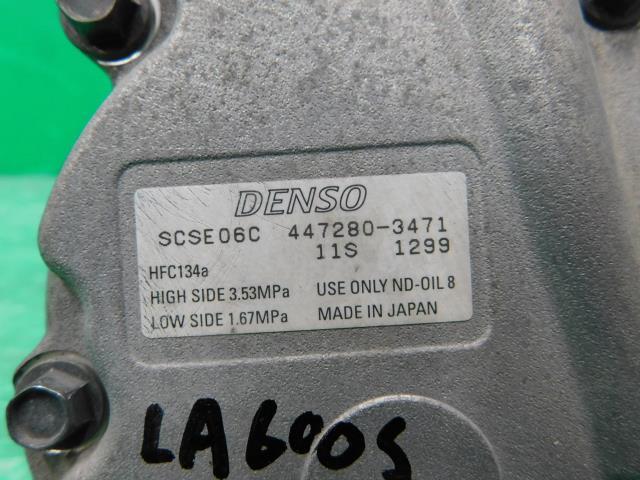 DENSO
SCSE06C 447280-3471
11S 1299
HFC134a
HIGH SIDE 3.53MPa USE ONLY ND-OIL 8
LOW SIDE 1.67MPa MADE IN JAPAN
LA600S